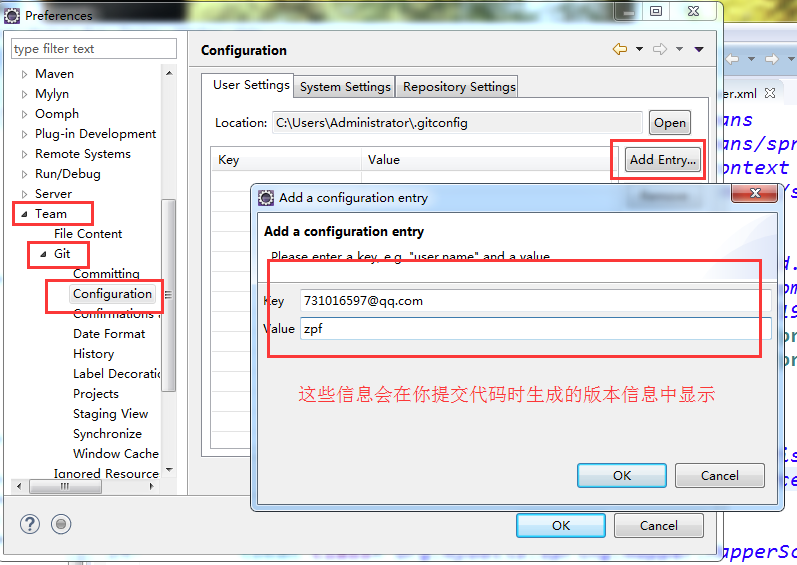 Preferences
type filter text
Maven
Mylyn
Oomph
Plug-in Development
Remote Systems
Run/Debug
Server
Team
File Content
Git
Committing
Configuration
Confirmations
Date Format
History
Label Decoratic
Projects
Staging View
Synchronize
Window Cache
Ignored Resource
Configuration
User Settings
System Settings
Repository Settings
Location:
C:\Users\Administrator\.gitconfig
Open
Key
Value
Add Entry...
Remove
Add a configuration entry
Add a configuration entry
Please enter a key, e.g. "user.name" and a value
Key
731016597@qq.com
Value
zpf
这些信息会在你提交代码时生成的版本信息中显示
OK
Cancel
OK
Cancel
er.xml
ans
ans/spr
ontext